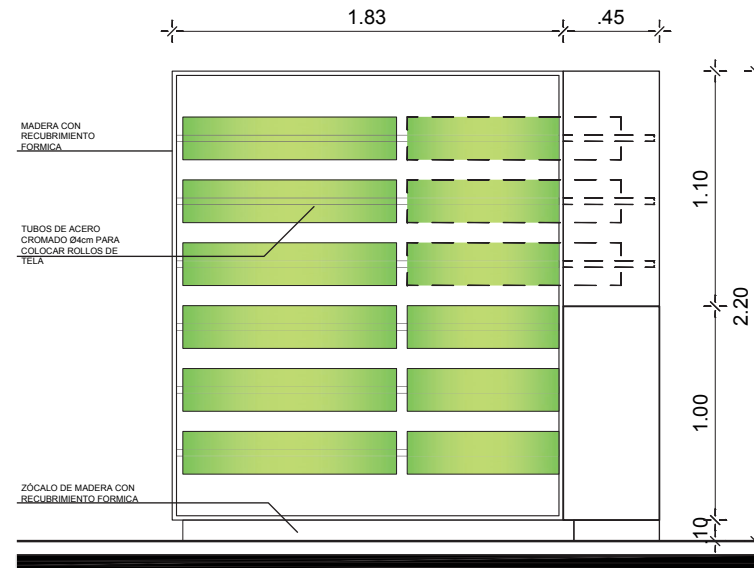 1.83
.45
MADERA CON
RECUBRIMIENTO
FORMICA
1.10
TUBOS DE ACERO
CROMADO Ø4cm PARA
COLOCAR ROLLOS DE
TELA
2.20
1.00
ZÓCALO DE MADERA CON
RECUBRIMIENTO FORMICA
.10